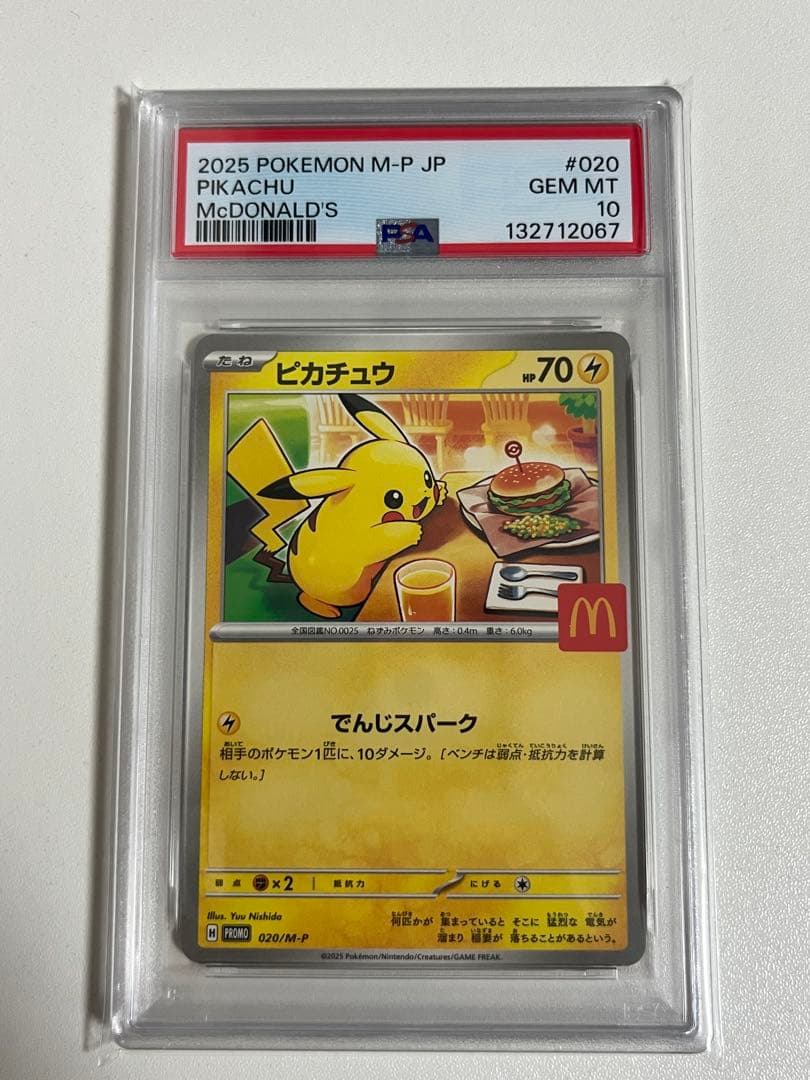 2025 POKEMON M-P JP #020
PIKACHU GEM MT
McDONALD'S 10
PSA 132712067
たね ピカチュウ HP70
全国図鑑NO.0025 ねずみポケモン 高さ:0.4m 重さ:6.0kg
でんじスパーク
相手のポケモン1匹に、10ダメージ。[ベンチは弱点・抵抗力を計算
しない。]
弱点 ×2 抵抗力 にげる
Illus. Yuu Nishida
何匹かが 集まっていると そこに 猛烈な 電気が
溜まり 稲妻が 落ちることがあるという。
H PROMO 020/M-P
©2025 Pokémon/Nintendo/Creatures/GAME FREAK.